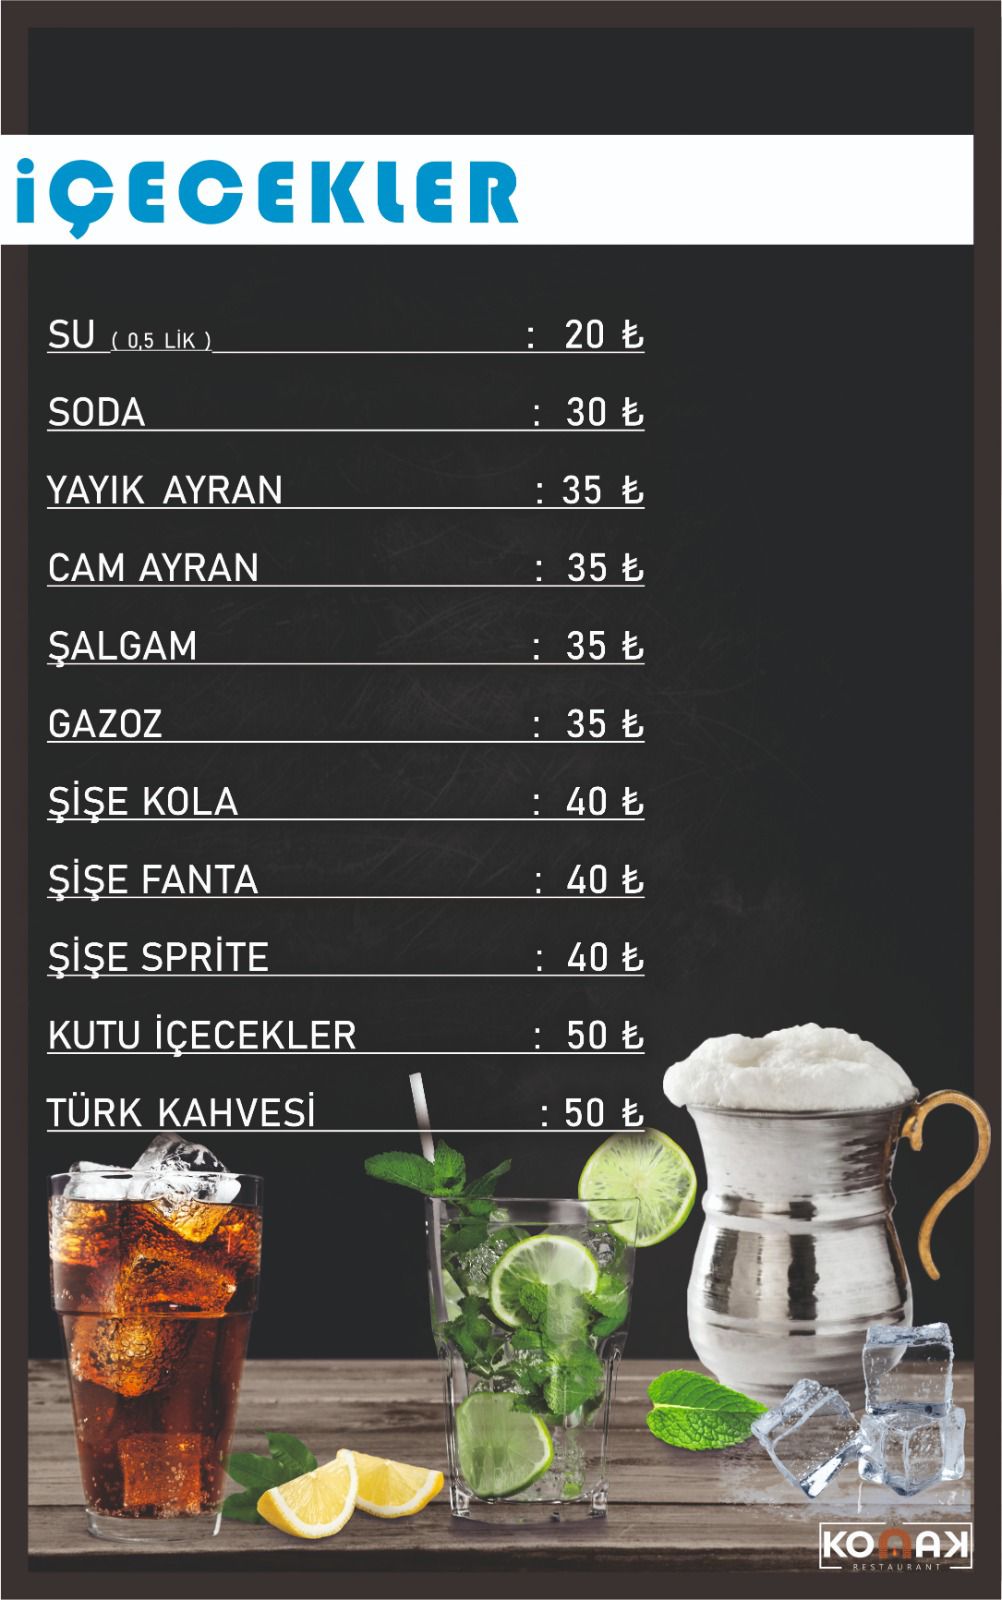 İÇECEKLER
SU ( 0,5 LİK ) : 20 ₺
SODA : 30 ₺
YAYIK AYRAN : 35 ₺
CAM AYRAN : 35 ₺
ŞALGAM : 35 ₺
GAZOZ : 35 ₺
ŞİŞE KOLA : 40 ₺
ŞİŞE FANTA : 40 ₺
ŞİŞE SPRİTE : 40 ₺
KUTU İÇECEKLER : 50 ₺
TÜRK KAHVESİ : 50 ₺
KONAK
RESTAURANT